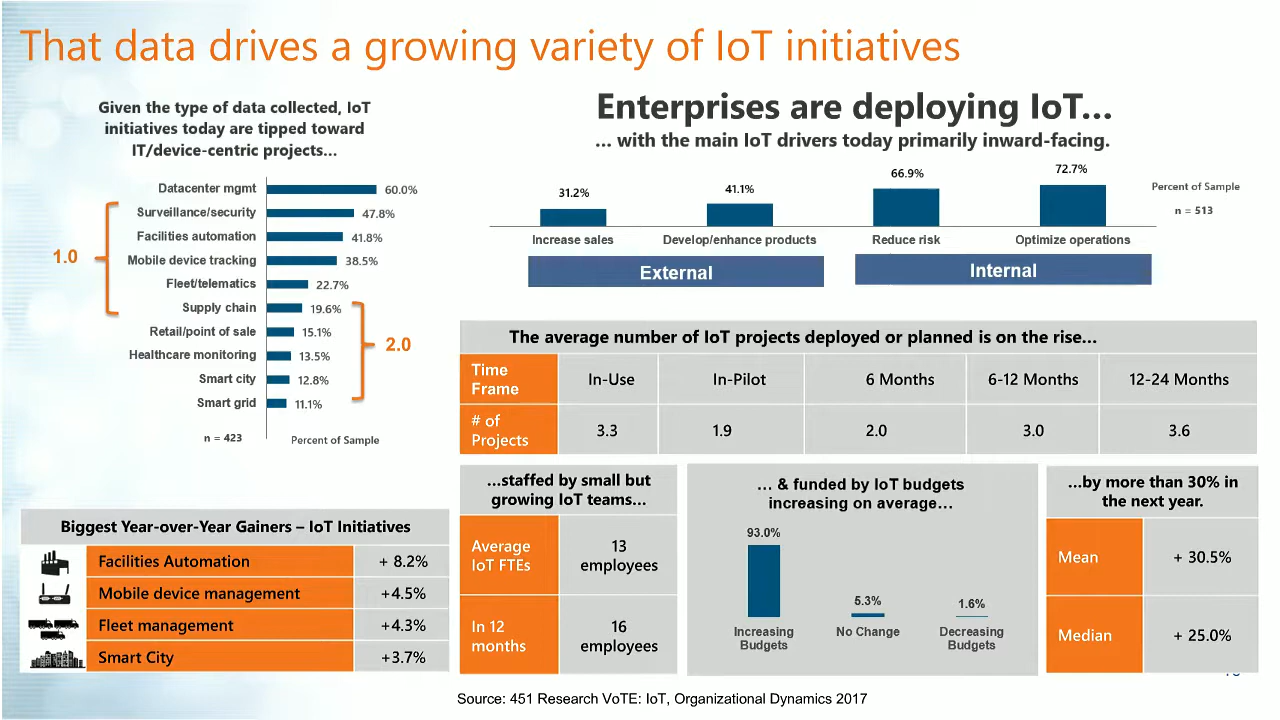 That data drives a growing variety of IoT initiatives
Given the type of data collected, IoT
initiatives today are tipped toward
IT/device-centric projects...
Datacenter mgmt 60.0%
Surveillance/security 47.8%
Facilities automation 41.8%
Mobile device tracking 38.5%
Fleet/telematics 22.7%
Supply chain 19.6%
Retail/point of sale 15.1%
Healthcare monitoring 13.5%
Smart city 12.8%
Smart grid 11.1%
1.0
2.0
n = 423 Percent of Sample
Biggest Year-over-Year Gainers – IoT Initiatives
Facilities Automation + 8.2%
Mobile device management +4.5%
Fleet management +4.3%
Smart City +3.7%
Enterprises are deploying IoT...
... with the main IoT drivers today primarily inward-facing.
31.2% 41.1% 66.9% 72.7%
Percent of Sample
n = 513
Increase sales Develop/enhance products Reduce risk Optimize operations
External Internal
The average number of IoT projects deployed or planned is on the rise...
Time
Frame
In-Use In-Pilot 6 Months 6-12 Months 12-24 Months
# of
Projects
3.3 1.9 2.0 3.0 3.6
...staffed by small but
growing IoT teams...
Average
IoT FTEs
13
employees
In 12
months
16
employees
... & funded by IoT budgets
increasing on average...
93.0% 5.3% 1.6%
Increasing
Budgets
No Change
Decreasing
Budgets
...by more than 30% in
the next year.
Mean + 30.5%
Median + 25.0%
Source: 451 Research VoTE: IoT, Organizational Dynamics 2017